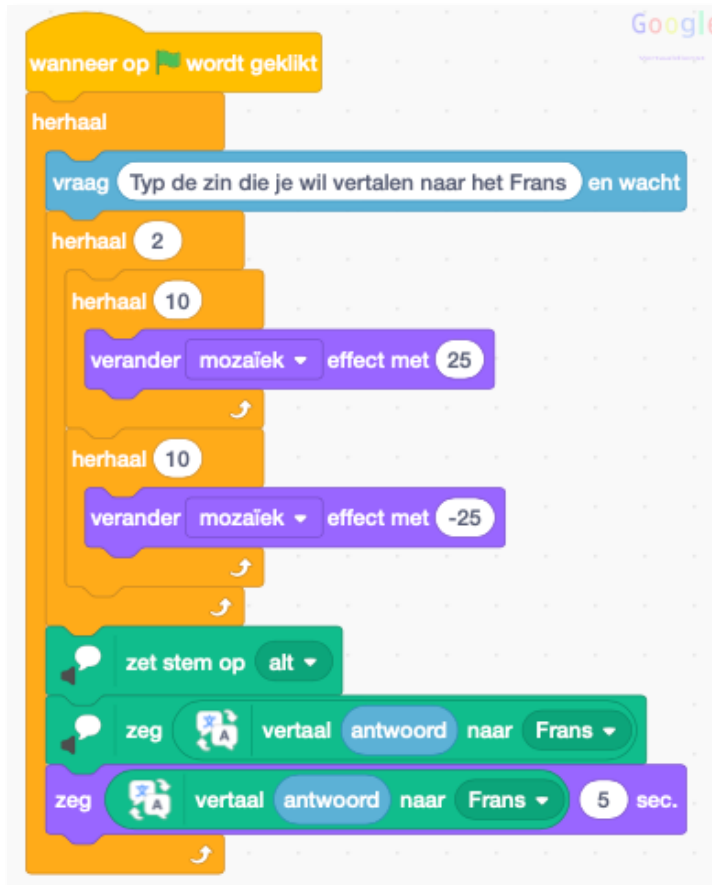 Google
wanneer op wordt geklikt
herhaal
vraag Typ de zin die je wil vertalen naar het Frans en wacht
herhaal 2
herhaal 10
verander mozaïek effect met 25
herhaal 10
verander mozaïek effect met -25
zet stem op alt
zeg vertaal antwoord naar Frans
zeg vertaal antwoord naar Frans 5 sec.